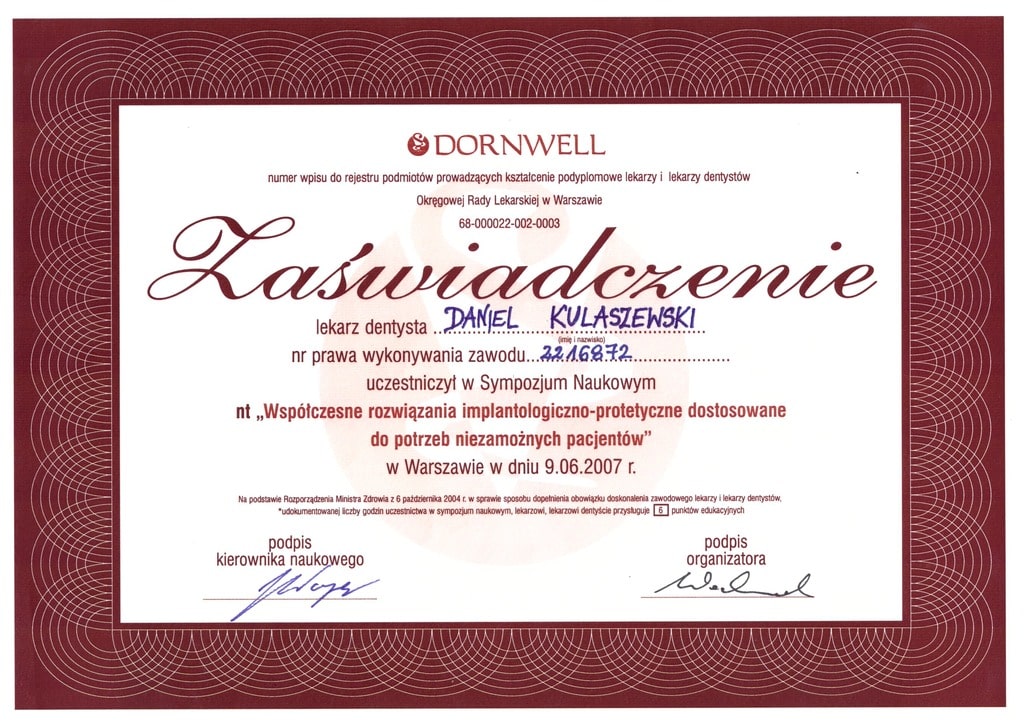 DORNWELL
numer wpisu do rejestru podmiotów prowadzących kształcenie podyplomowe lekarzy i lekarzy dentystów
Okręgowej Rady Lekarskiej w Warszawie
68-000022-002-0003
Zaświadczenie
lekarz dentysta ..DANIEL KULASZEWSKI
(imię i nazwisko)
nr prawa wykonywania zawodu...2216872...................
uczestniczył w Sympozjum Naukowym
nt „Współczesne rozwiązania implantologiczno-protetyczne dostosowane
do potrzeb niezamożnych pacjentów”
w Warszawie w dniu 9.06.2007 r.
Na podstawie Rozporządzenia Ministra Zdrowia z 6 października 2004 r. w sprawie sposobu dopełnienia obowiązku doskonalenia zawodowego lekarzy i lekarzy dentystów,
*udokumentowanej liczby godzin uczestnictwa w sympozjum naukowym, lekarzowi, lekarzowi dentyście przysługuje 6 punktów edukacyjnych
podpis
kierownika naukowego
podpis
organizatora